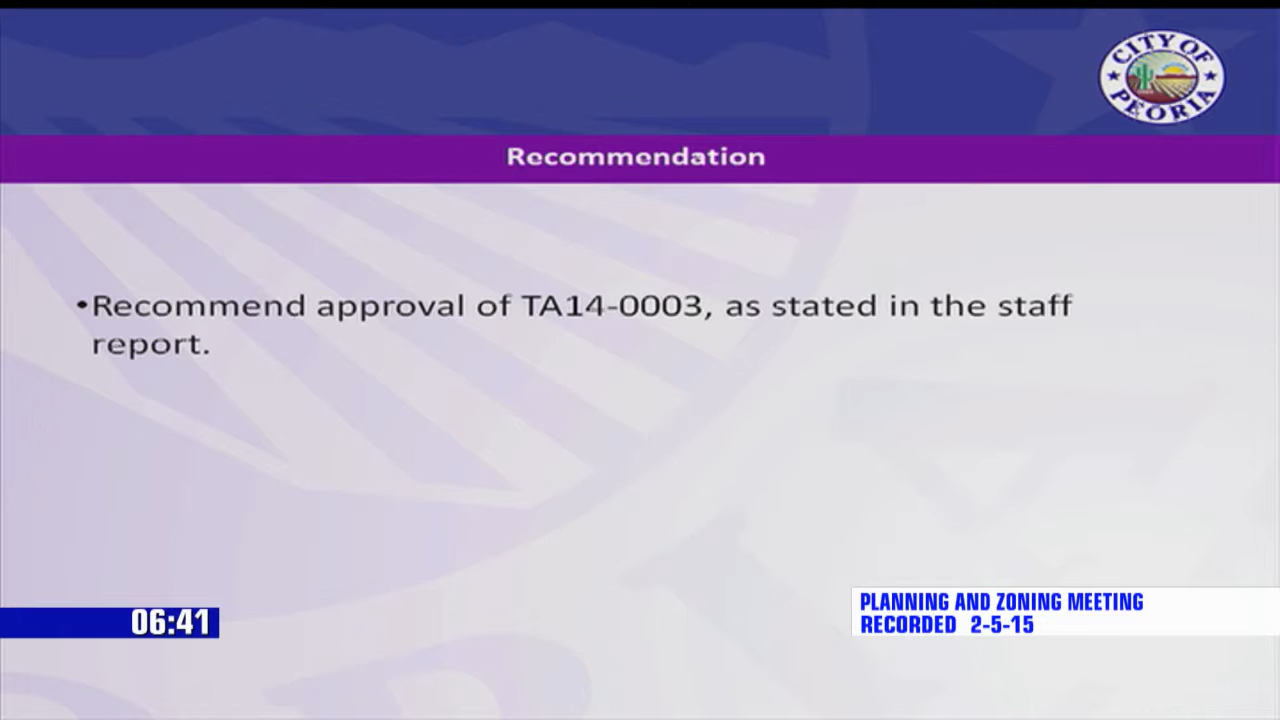 CITY OF
PEORIA
Recommendation
•Recommend approval of TA14-0003, as stated in the staff
report.
06:41
PLANNING AND ZONING MEETING
RECORDED 2-5-15